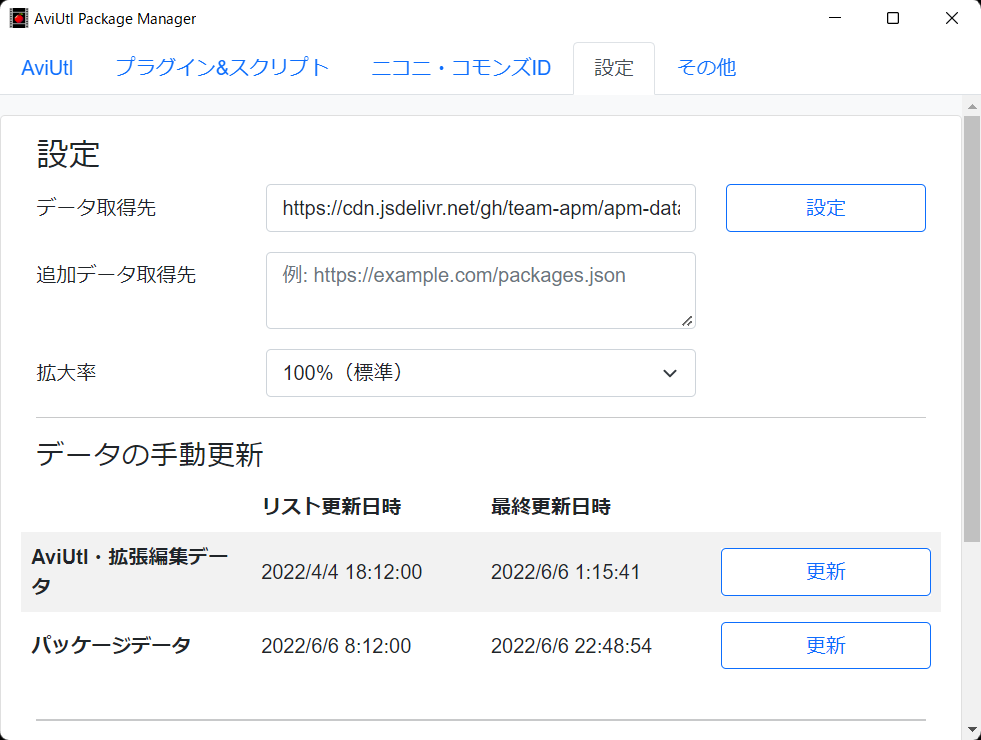 AviUtl Package Manager
AviUtl
プラグイン&スクリプト
ニコニ・コモンズID
設定
その他
設定
データ取得先
https://cdn.jsdelivr.net/gh/team-apm/apm-data
設定
追加データ取得先
例: https://example.com/packages.json
拡大率
100%（標準）
データの手動更新
リスト更新日時
最終更新日時
AviUtl・拡張編集デー
タ
2022/4/4 18:12:00
2022/6/6 1:15:41
更新
パッケージデータ
2022/6/6 8:12:00
2022/6/6 22:48:54
更新